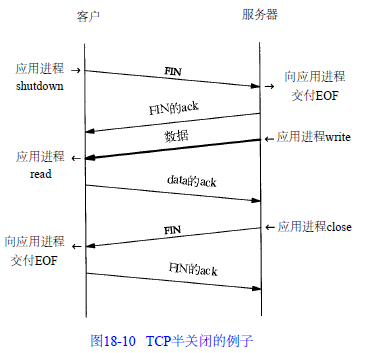 客户 服务器
应用进程
shutdown
FIN
向应用进程
交付EOF
FIN的ack
数据
应用进程write
应用进程
read
data的ack
应用进程close
FIN
向应用进程
交付EOF
FIN的ack
图18-10 TCP半关闭的例子